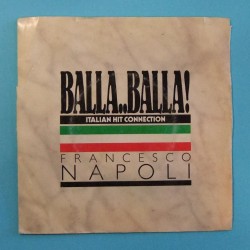 BALLA..BALLA!
ITALIAN HIT CONNECTION
FRANCESCO
NAPOLI